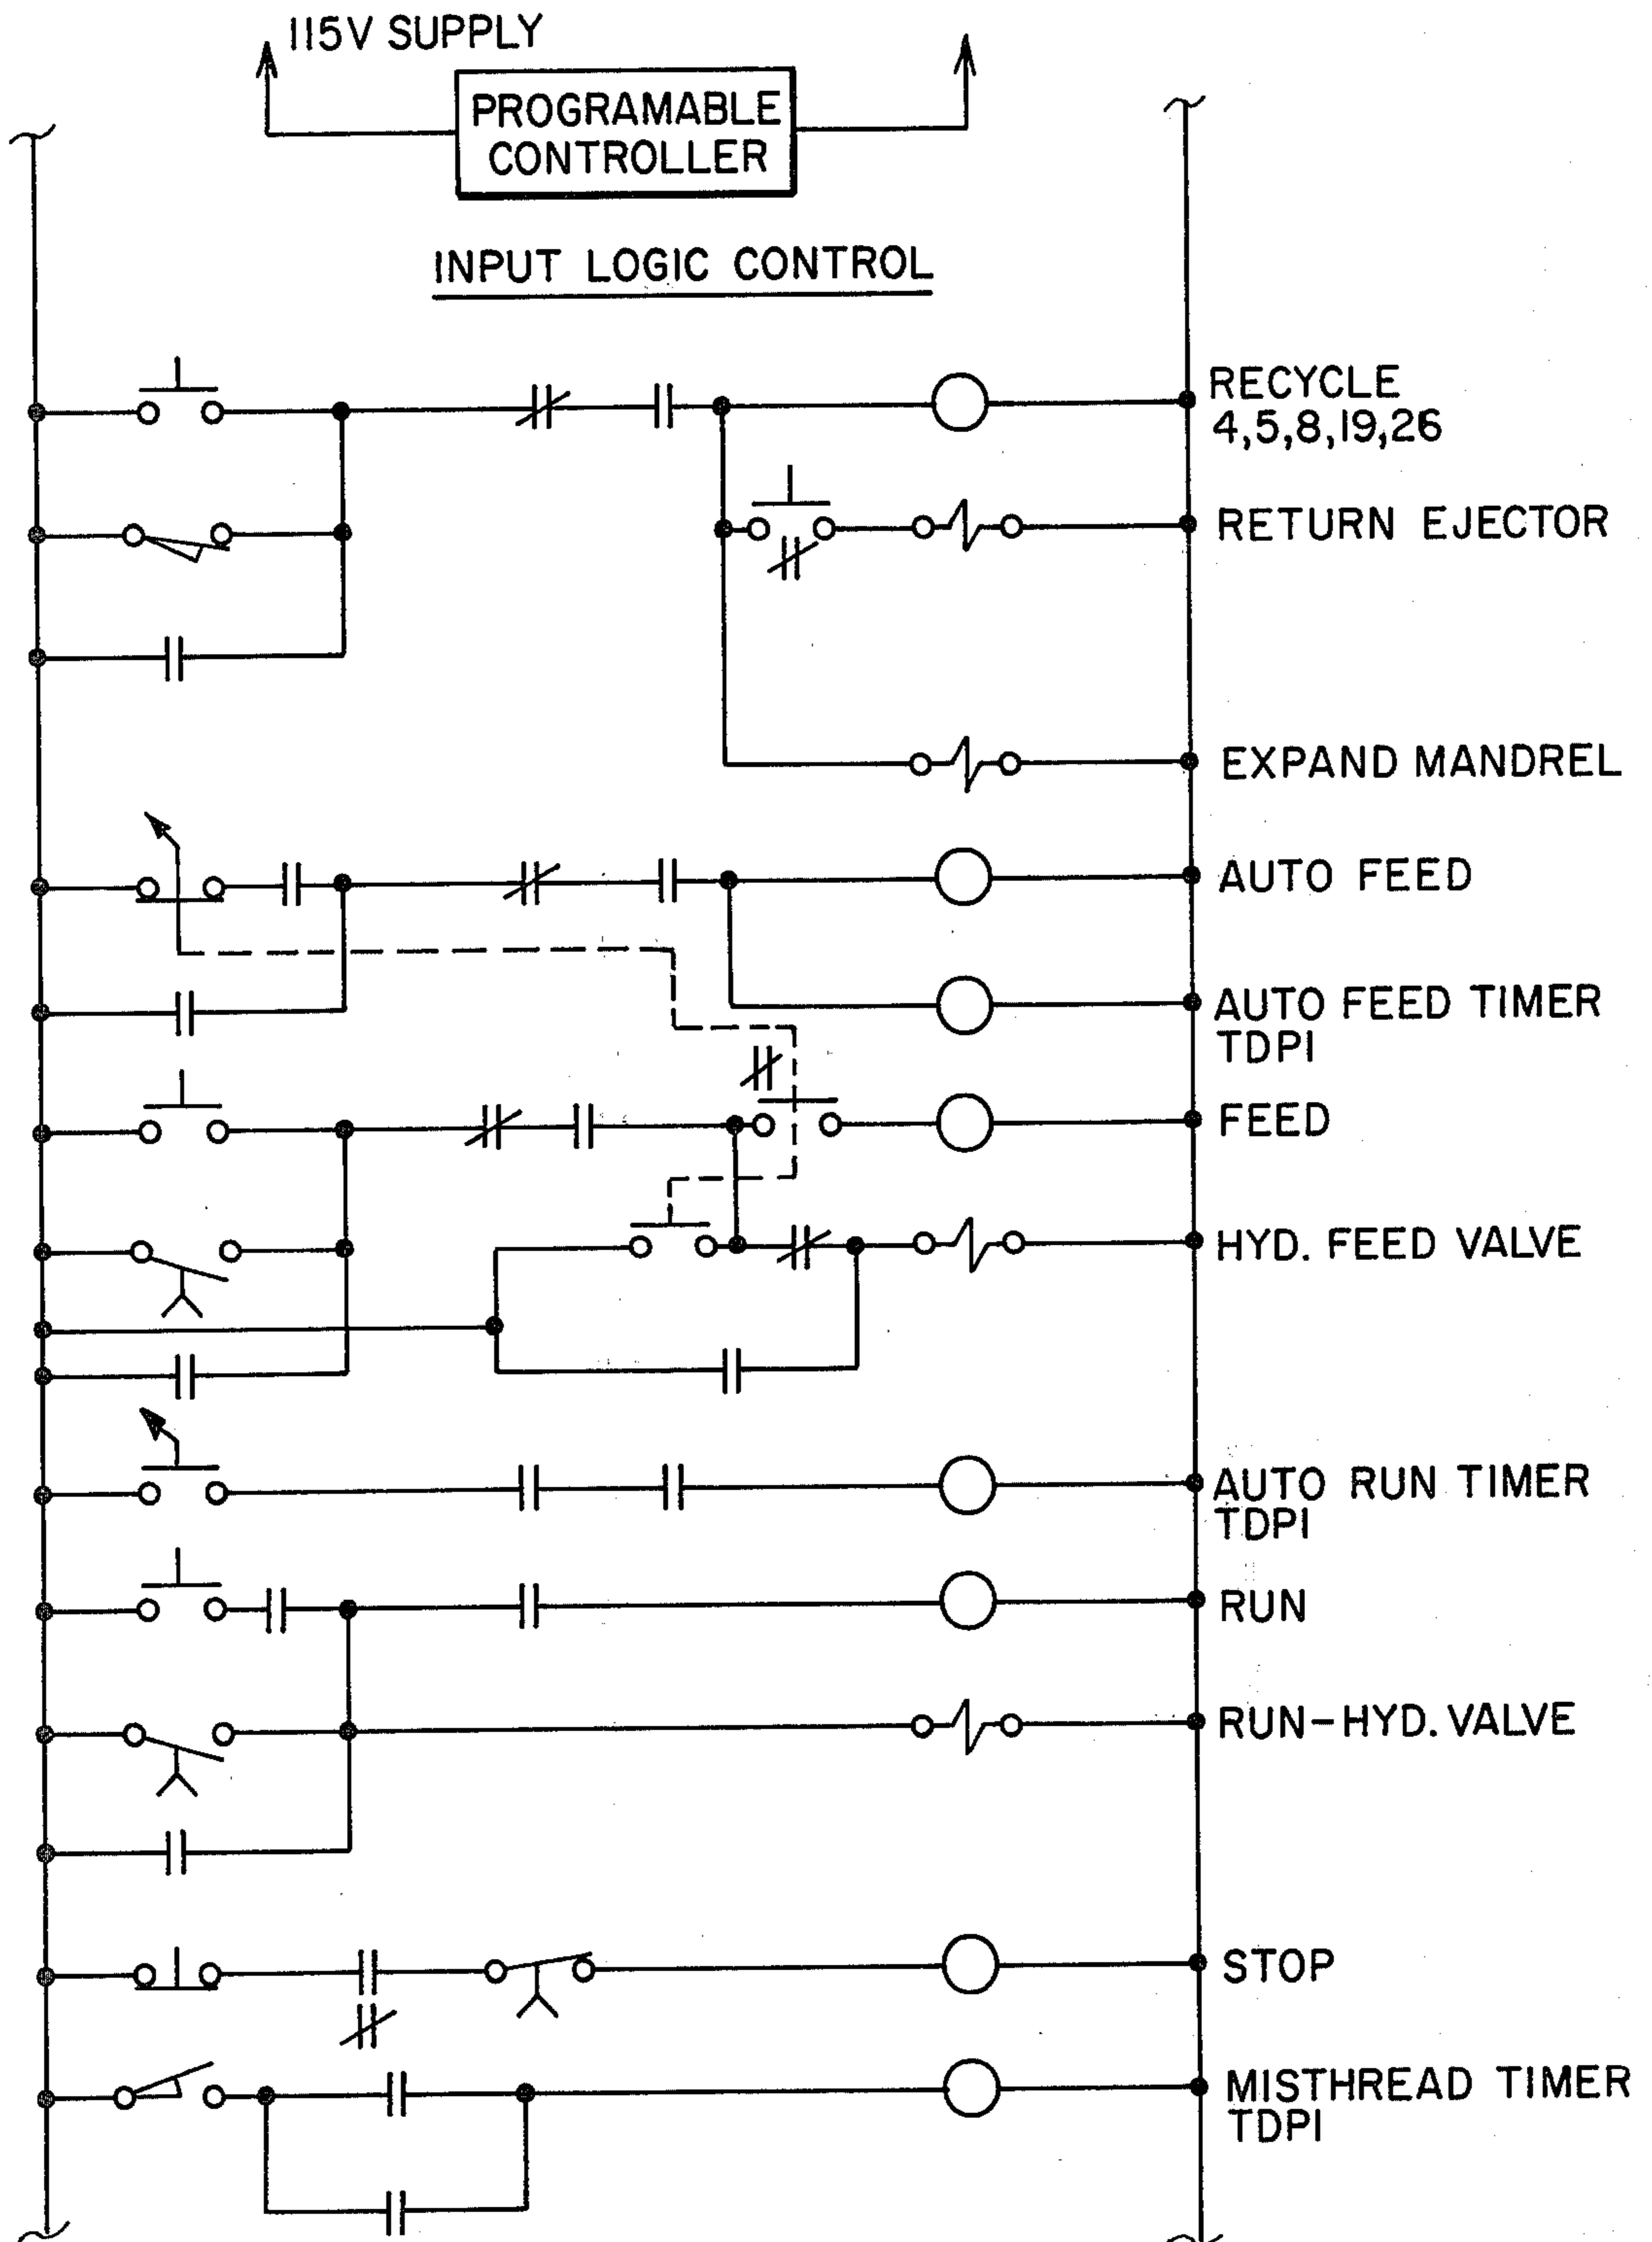 115V SUPPLY
PROGRAMABLE
CONTROLLER
INPUT LOGIC CONTROL
RECYCLE
4,5,8,19,26
RETURN EJECTOR
EXPAND MANDREL
AUTO FEED
AUTO FEED TIMER
TDPI
FEED
HYD. FEED VALVE
AUTO RUN TIMER
TDPI
RUN
RUN-HYD. VALVE
STOP
MISTHREAD TIMER
TDPI